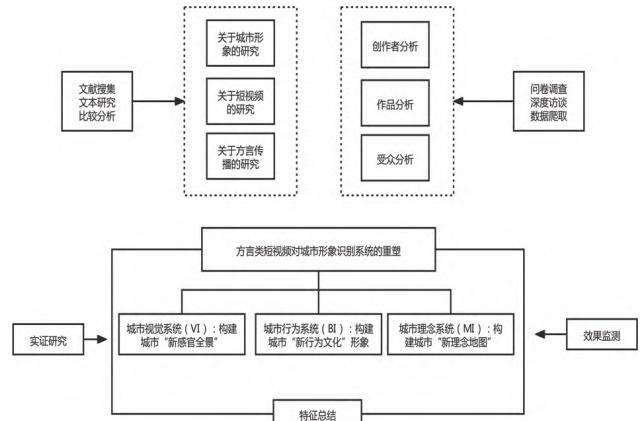 关于城市形
象的研究
创作者分析
文献搜集
文本研究
比较分析
关于短视频
的研究
作品分析
问卷调查
深度访谈
数据爬取
关于方言传
播的研究
受众分析
方言类短视频对城市形象识别系统的重塑
城市视觉系统（VI）：构建
城市“新感官全景”
城市行为系统（BI）：构建
城市“新行为文化”形象
城市理念系统（MI）：构
建城市“新理念地图”
实证研究
效果监测
特征总结